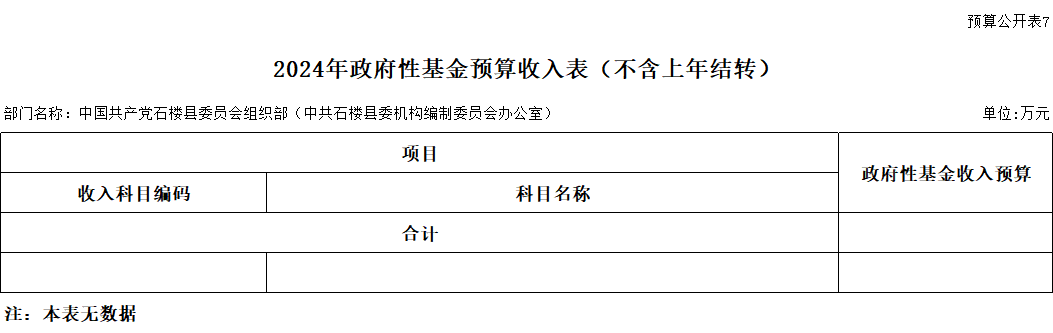 预算公开表7
2024年政府性基金预算收入表（不含上年结转）
部门名称：中国共产党石楼县委员会组织部（中共石楼县委机构编制委员会办公室） 单位:万元
项目 政府性基金收入预算
收入科目编码 科目名称
合计
注：本表无数据